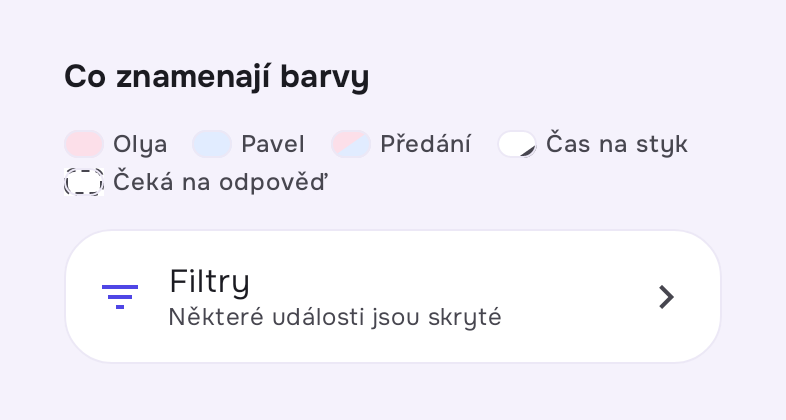 Co znamenají barvy
Olya Pavel Předání Čas na styk
Čeká na odpověď
Filtry
Některé události jsou skryté